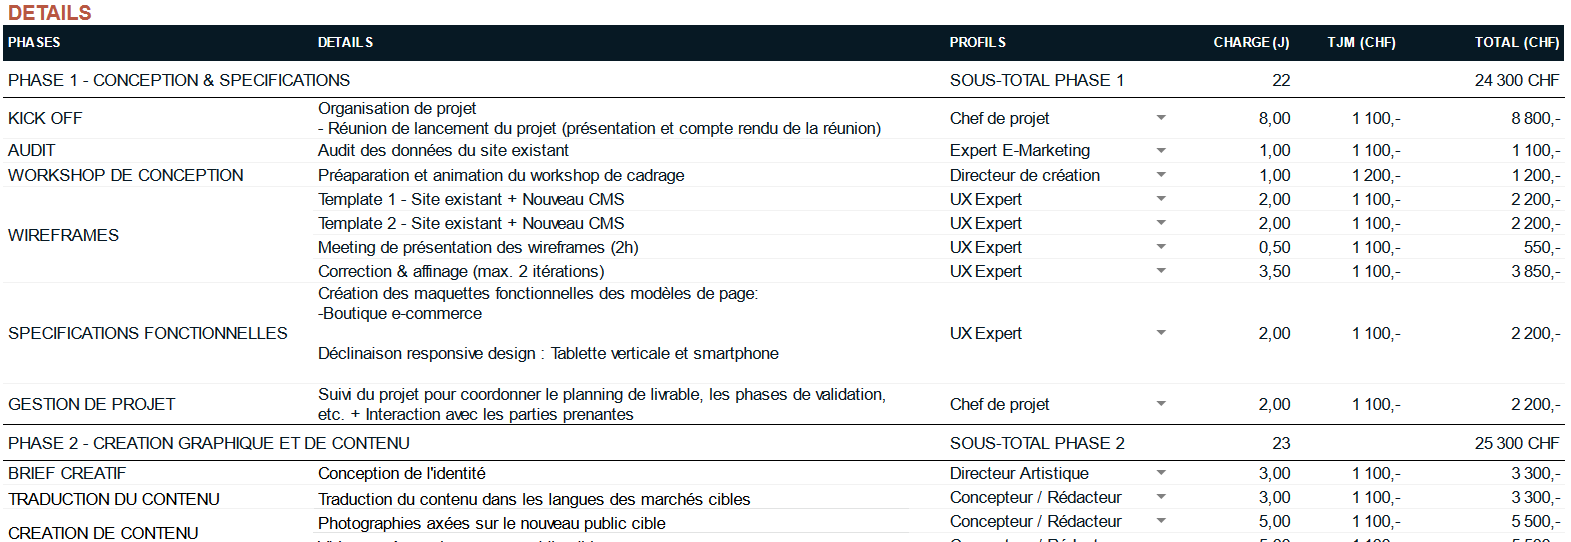 DETAILS
PHASES DETAILS PROFILS CHARGE (J) TJM (CHF) TOTAL (CHF)
PHASE 1 - CONCEPTION & SPECIFICATIONS SOUS-TOTAL PHASE 1 22 24 300 CHF
KICK OFF Organisation de projet
- Réunion de lancement du projet (présentation et compte rendu de la réunion) Chef de projet 8,00 1 100,- 8 800,-
AUDIT Audit des données du site existant Expert E-Marketing 1,00 1 100,- 1 100,-
WORKSHOP DE CONCEPTION Préaparation et animation du workshop de cadrage Directeur de création 1,00 1 200,- 1 200,-
WIREFRAMES
Template 1 - Site existant + Nouveau CMS UX Expert 2,00 1 100,- 2 200,-
Template 2 - Site existant + Nouveau CMS UX Expert 2,00 1 100,- 2 200,-
Meeting de présentation des wireframes (2h) UX Expert 0,50 1 100,- 550,-
Correction & affinage (max. 2 itérations) UX Expert 3,50 1 100,- 3 850,-
SPECIFICATIONS FONCTIONNELLES Création des maquettes fonctionnelles des modèles de page:
-Boutique e-commerce
Déclinaison responsive design : Tablette verticale et smartphone UX Expert 2,00 1 100,- 2 200,-
GESTION DE PROJET Suivi du projet pour coordonner le planning de livrable, les phases de validation,
etc. + Interaction avec les parties prenantes Chef de projet 2,00 1 100,- 2 200,-
PHASE 2 - CREATION GRAPHIQUE ET DE CONTENU SOUS-TOTAL PHASE 2 23 25 300 CHF
BRIEF CREATIF Conception de l'identité Directeur Artistique 3,00 1 100,- 3 300,-
TRADUCTION DU CONTENU Traduction du contenu dans les langues des marchés cibles Concepteur / Rédacteur 3,00 1 100,- 3 300,-
CREATION DE CONTENU Photographies axées sur le nouveau public cible Concepteur / Rédacteur 5,00 1 100,- 5 500,-